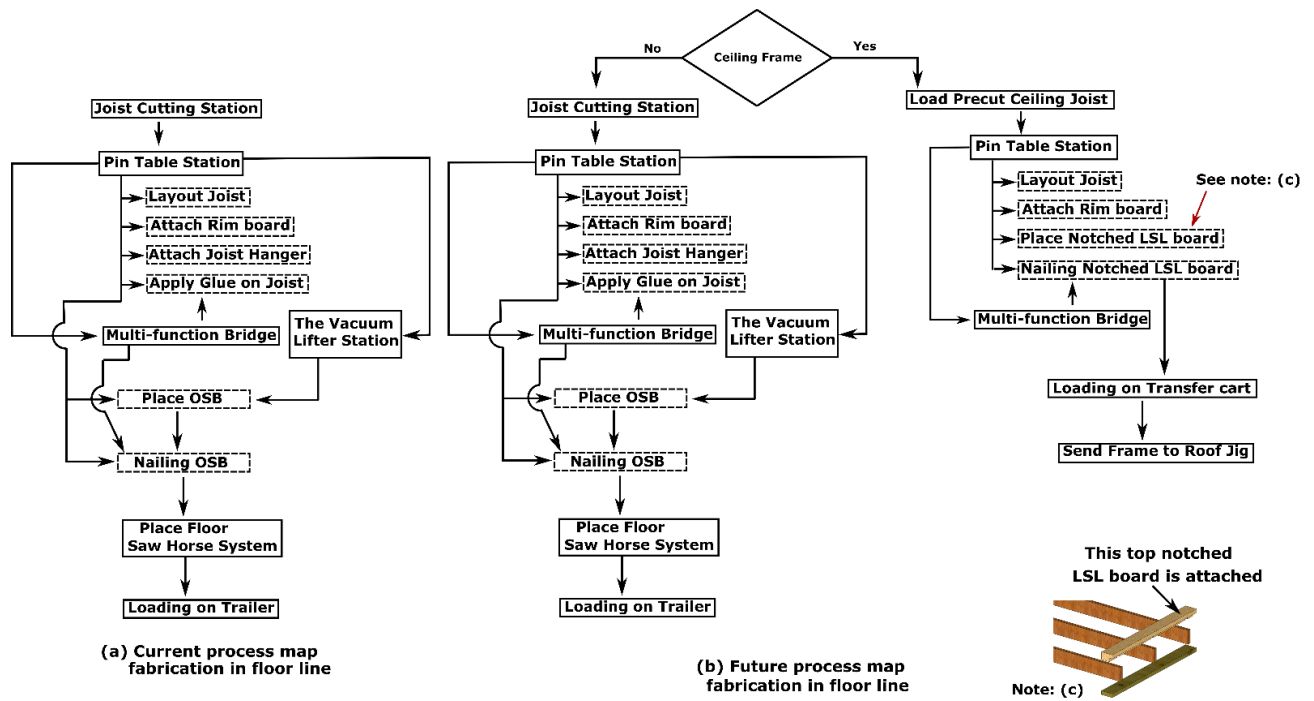 Joist Cutting Station
Pin Table Station
Layout Joist
Attach Rim board
Attach Joist Hanger
Apply Glue on Joist
Multi-function Bridge
The Vacuum
Lifter Station
Place OSB
Nailing OSB
Place Floor
Saw Horse System
Loading on Trailer
(a) Current process map
fabrication in floor line
No
Ceiling Frame
Yes
Joist Cutting Station
Pin Table Station
Layout Joist
Attach Rim board
Attach Joist Hanger
Apply Glue on Joist
Multi-function Bridge
The Vacuum
Lifter Station
Place OSB
Nailing OSB
Place Floor
Saw Horse System
Loading on Trailer
Load Precut Ceiling Joist
Pin Table Station
Layout Joist
Attach Rim board
See note: (c)
Place Notched LSL board
Nailing Notched LSL board
Multi-function Bridge
Loading on Transfer cart
Send Frame to Roof Jig
(b) Future process map
fabrication in floor line
This top notched
LSL board is attached
Note: (c)